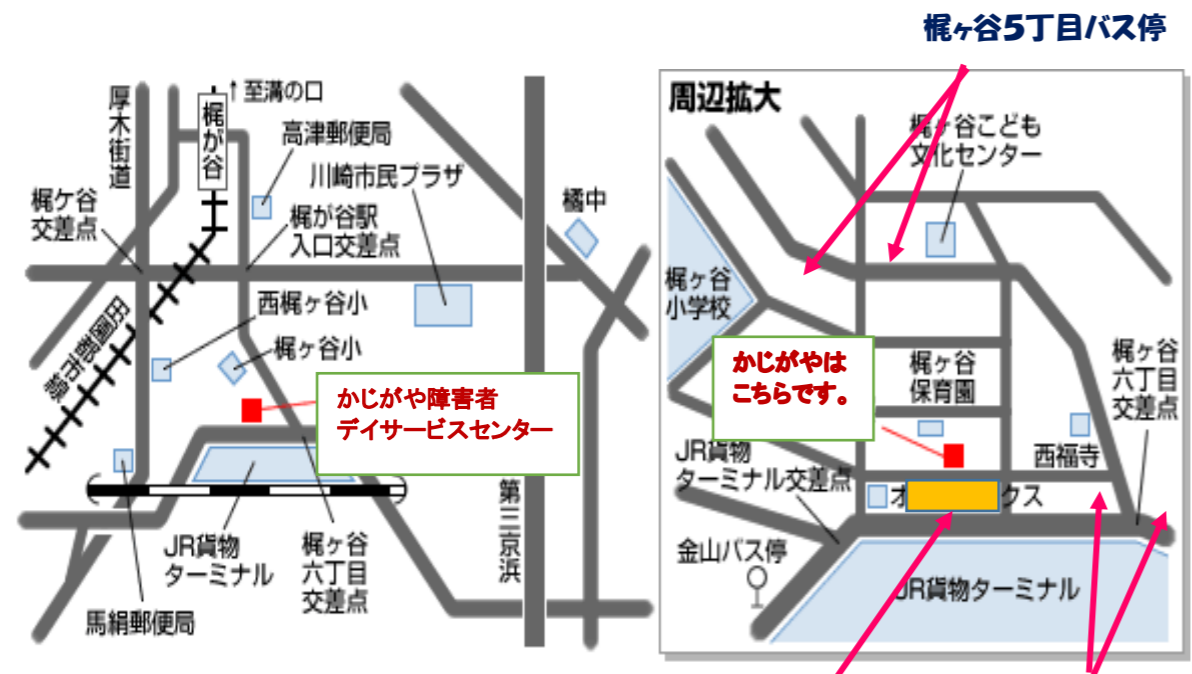 梶ヶ谷5丁目バス停
厚木街道
梶が谷
↑至溝の口
高津郵便局
川崎市民プラザ
梶ケ谷
交差点
梶が谷駅
入口交差点
橘中
田園都市線
西梶ヶ谷小
梶ヶ谷小
かじがや障害者
デイサービスセンター
第三京浜
JR貨物
ターミナル
梶ヶ谷
六丁目
交差点
馬絹郵便局
周辺拡大
梶ヶ谷こども
文化センター
梶ヶ谷
小学校
かじがやは
こちらです。
梶ヶ谷
保育園
梶ヶ谷
六丁目
交差点
西福寺
JR貨物
ターミナル交差点
オ
クス
金山バス停
JR貨物ターミナル